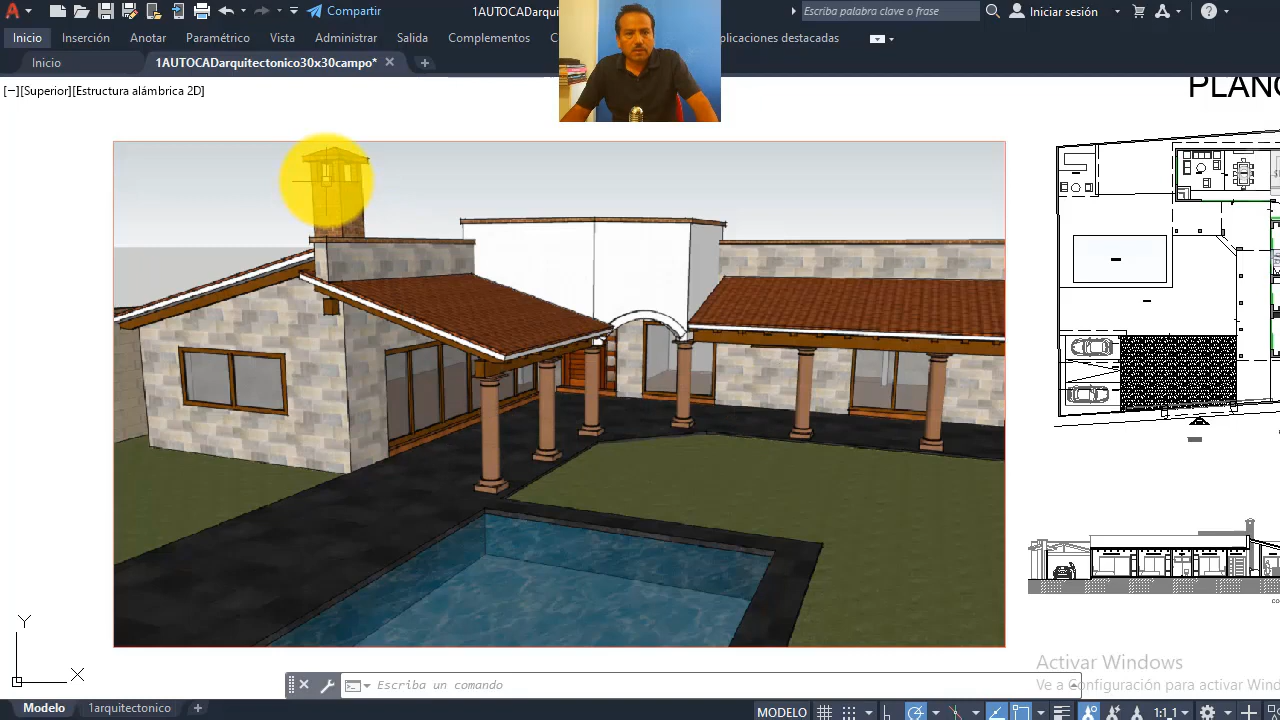 Compartir
1AUTOCADarqu
Escriba palabra clave o frase
Iniciar sesión
Inicio
Inserción
Anotar
Paramétrico
Vista
Administrar
Salida
Complementos
C
plicaciones destacadas
Inicio
1AUTOCADarquitectonico30x30campo*
[−][Superior][Estructura alámbrica 2D]
PLANO
Y
X
Escriba un comando
Activar Windows
Ve a Configuración para activar Wind
Modelo
1arquitectonico
MODELO
1:1